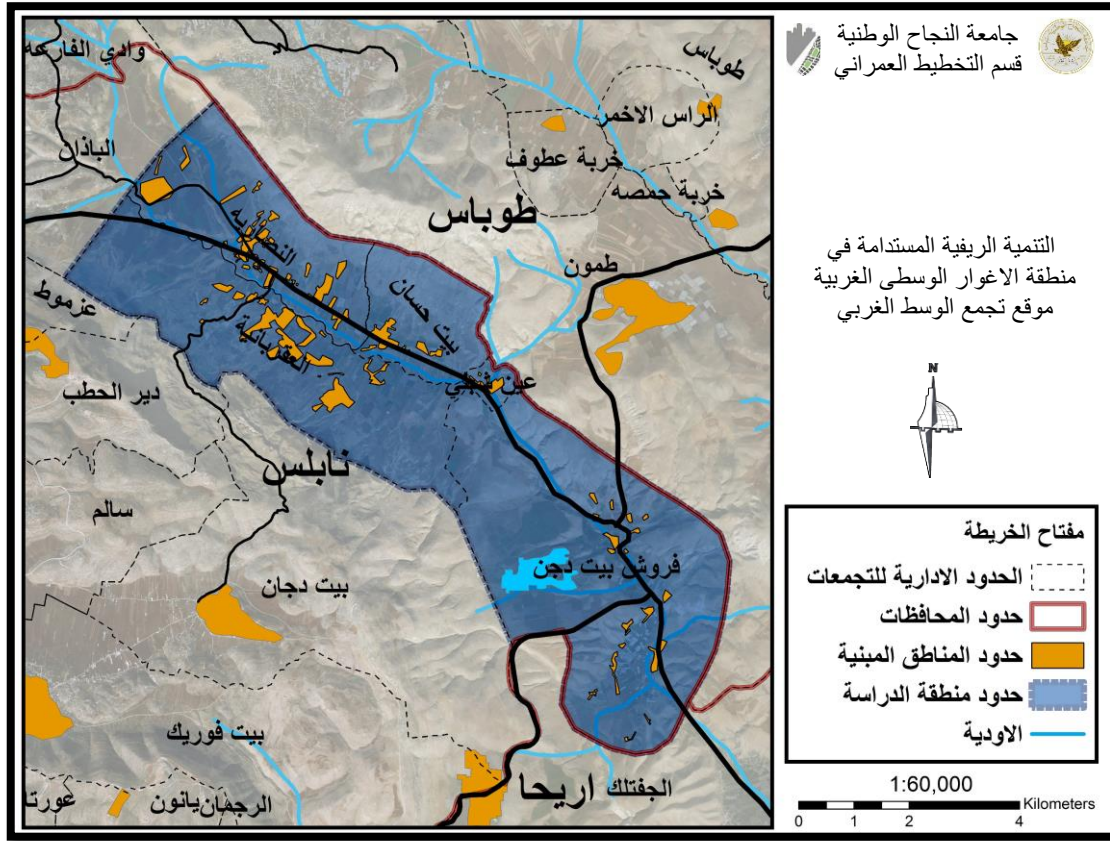 جامعة النجاح الوطنية
قسم التخطيط العمراني
التنمية الريفية المستدامة في
منطقة الاغوار الوسطى الغربية
موقع تجمع الوسط الغربي
N
مفتاح الخريطة
الحدود الادارية للتجمعات
حدود المحافظات
حدود المناطق المبنية
حدود منطقة الدراسة
الاودية
1:60,000
Kilometers
0 1 2 4
وادي الفارعه
طوباس
الراس الاخمر
الباذان
خربة عطوف
خربة حمصه
طوباس
النصاريه
طمون
عزموط
بيت حسان
العقربانية
عين شبلي
دير الحطب
نابلس
سالم
فروش بيت دجن
بيت دجان
بيت فوريك
اريحا
الجفتلك
عورتا
يانون
الرجمان